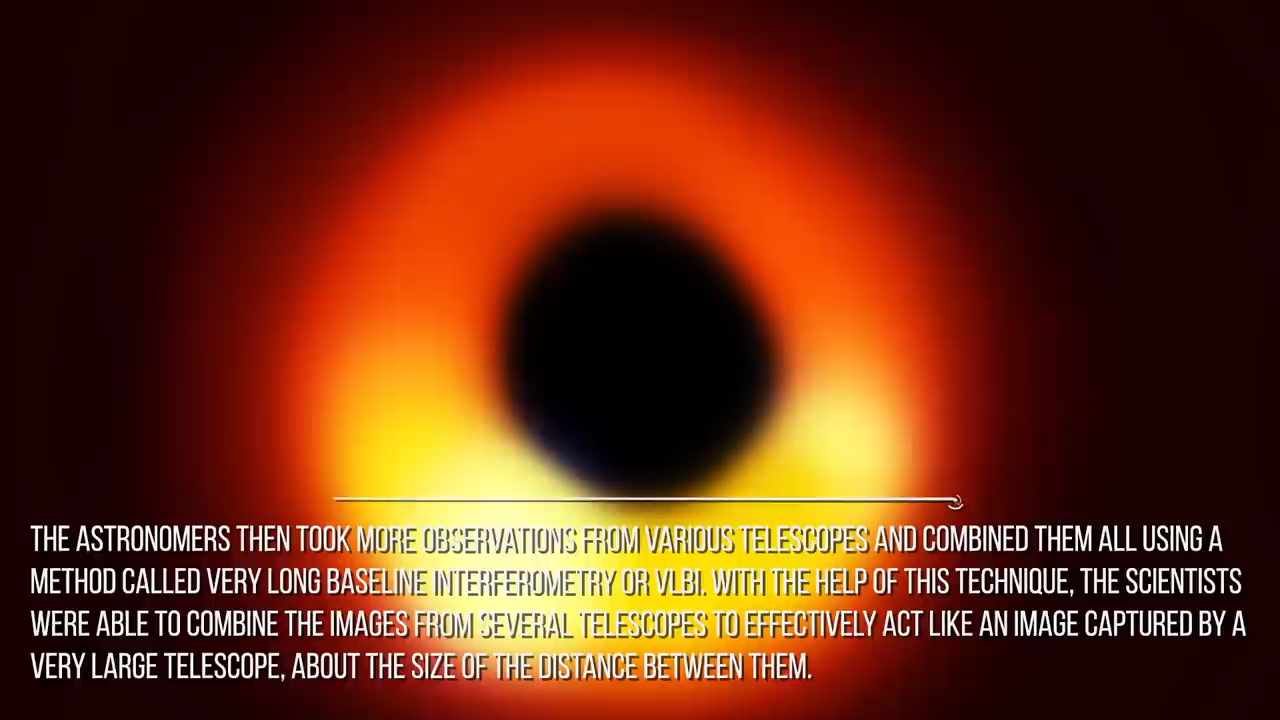 THE ASTRONOMERS THEN TOOK MORE OBSERVATIONS FROM VARIOUS TELESCOPES AND COMBINED THEM ALL USING A
METHOD CALLED VERY LONG BASELINE INTERFEROMETRY OR VLBI. WITH THE HELP OF THIS TECHNIQUE, THE SCIENTISTS
WERE ABLE TO COMBINE THE IMAGES FROM SEVERAL TELESCOPES TO EFFECTIVELY ACT LIKE AN IMAGE CAPTURED BY A
VERY LARGE TELESCOPE, ABOUT THE SIZE OF THE DISTANCE BETWEEN THEM.